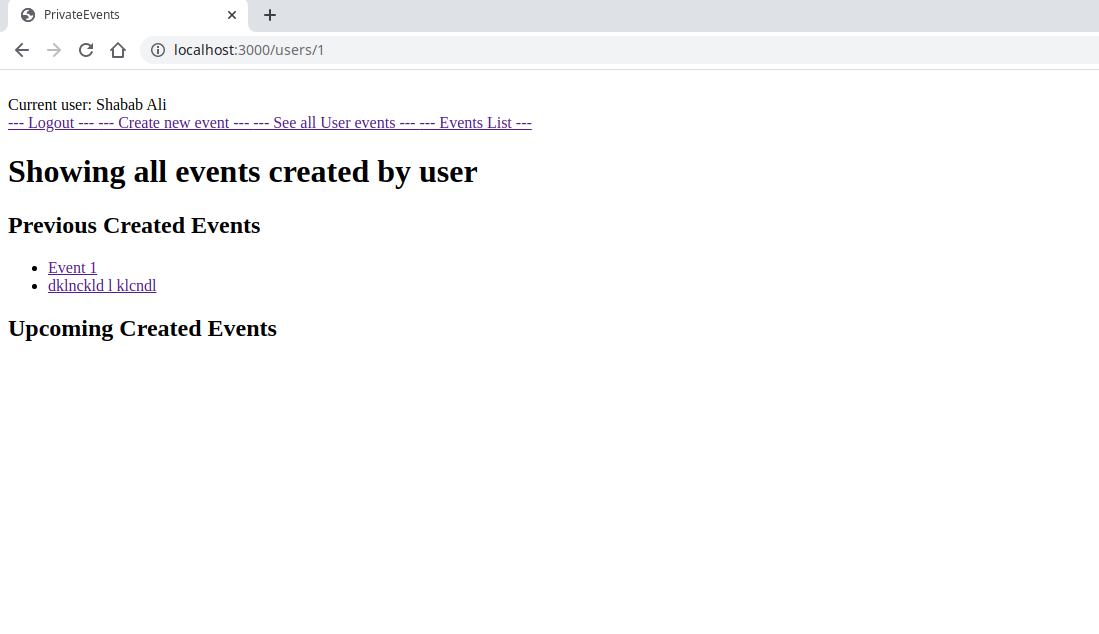 PrivateEvents
localhost:3000/users/1
Current user: Shabab Ali
--- Logout --- --- Create new event --- --- See all User events --- --- Events List ---
Showing all events created by user
Previous Created Events
Event 1
dklnckld l klcndl
Upcoming Created Events